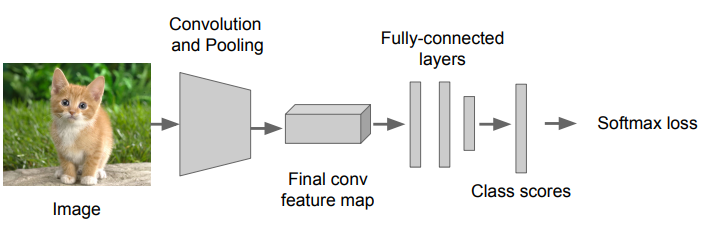 Convolution
and Pooling
Fully-connected
layers
Softmax loss
Final conv
feature map
Class scores
Image